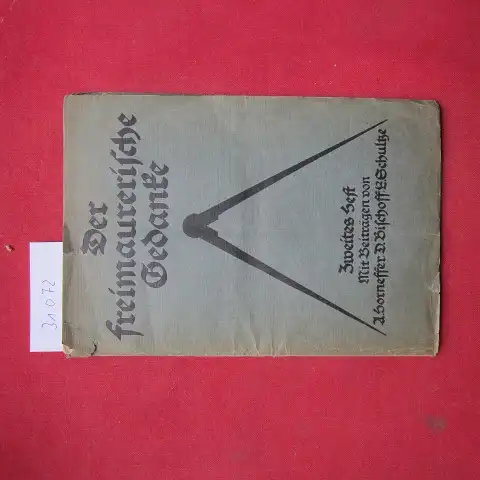 Der
freimaurerische
Gedanke
Zweites Heft
Mit Beiträgen von
A. Horneffer D. Bischoff L. Schultze
31072